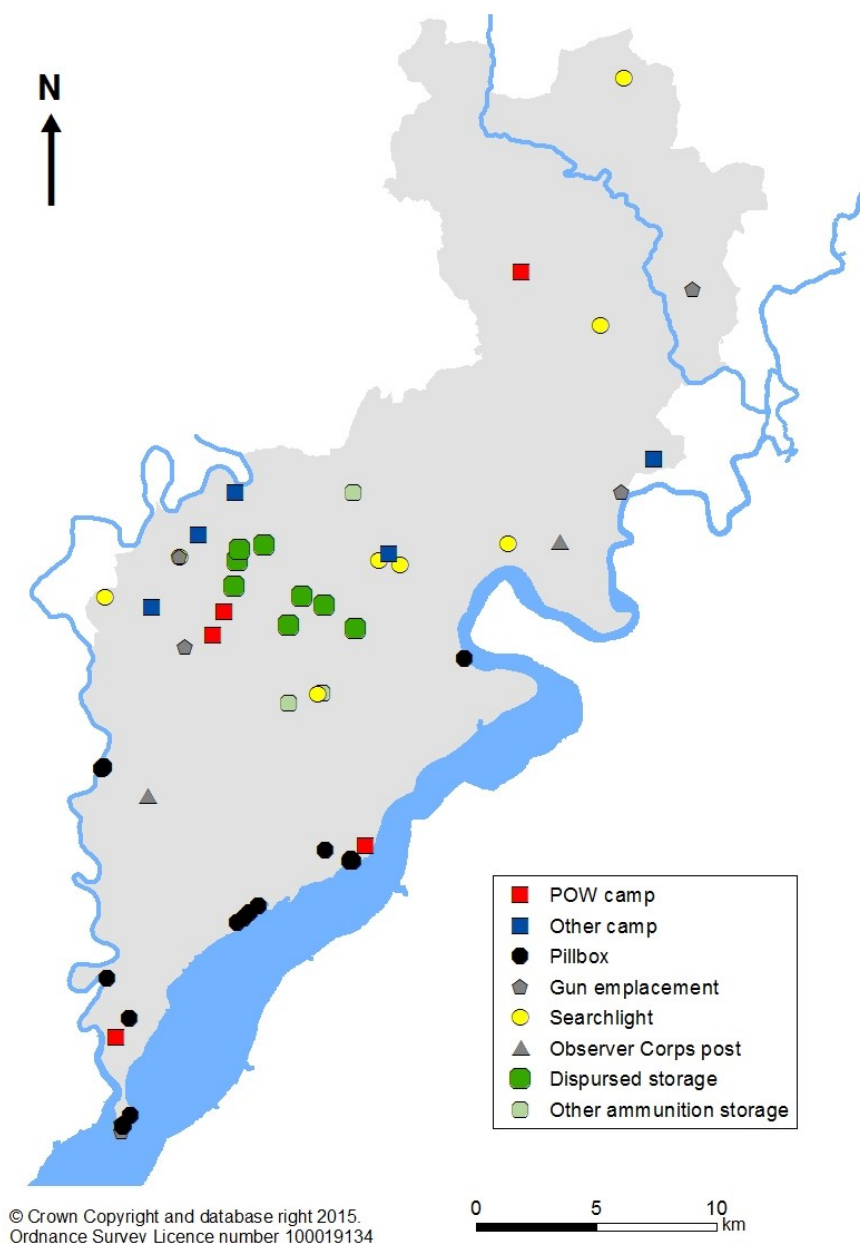 N
POW camp
Other camp
Pillbox
Gun emplacement
Searchlight
Observer Corps post
Dispursed storage
Other ammunition storage
0 5 10
km
© Crown Copyright and database right 2015.
Ordnance Survey Licence number 100019134